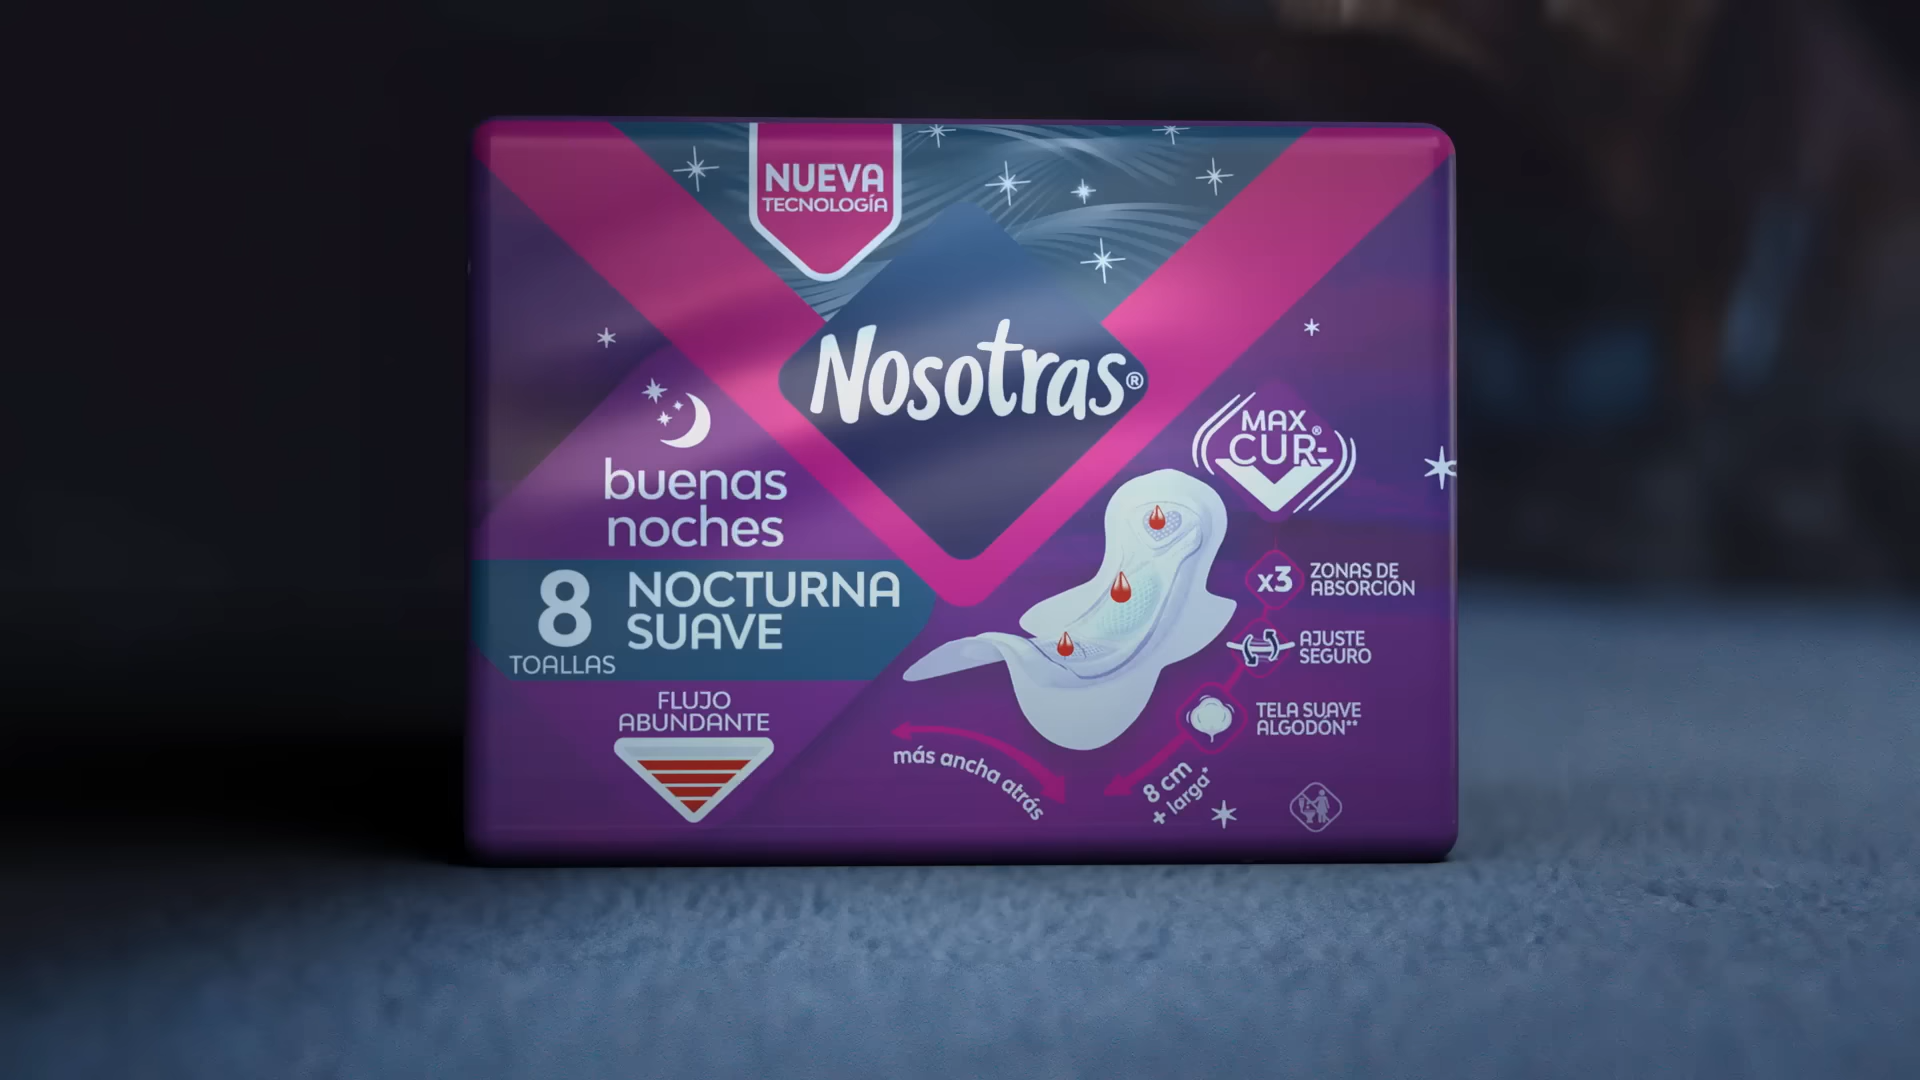 NUEVA
TECNOLOGÍA
Nosotras®
buenas
noches
8
TOALLAS
NOCTURNA
SUAVE
FLUJO
ABUNDANTE
MAX
CUR-®
x3
ZONAS DE
ABSORCIÓN
AJUSTE
SEGURO
TELA SUAVE
ALGODÓN**
más ancha atrás
8 cm
+ larga*